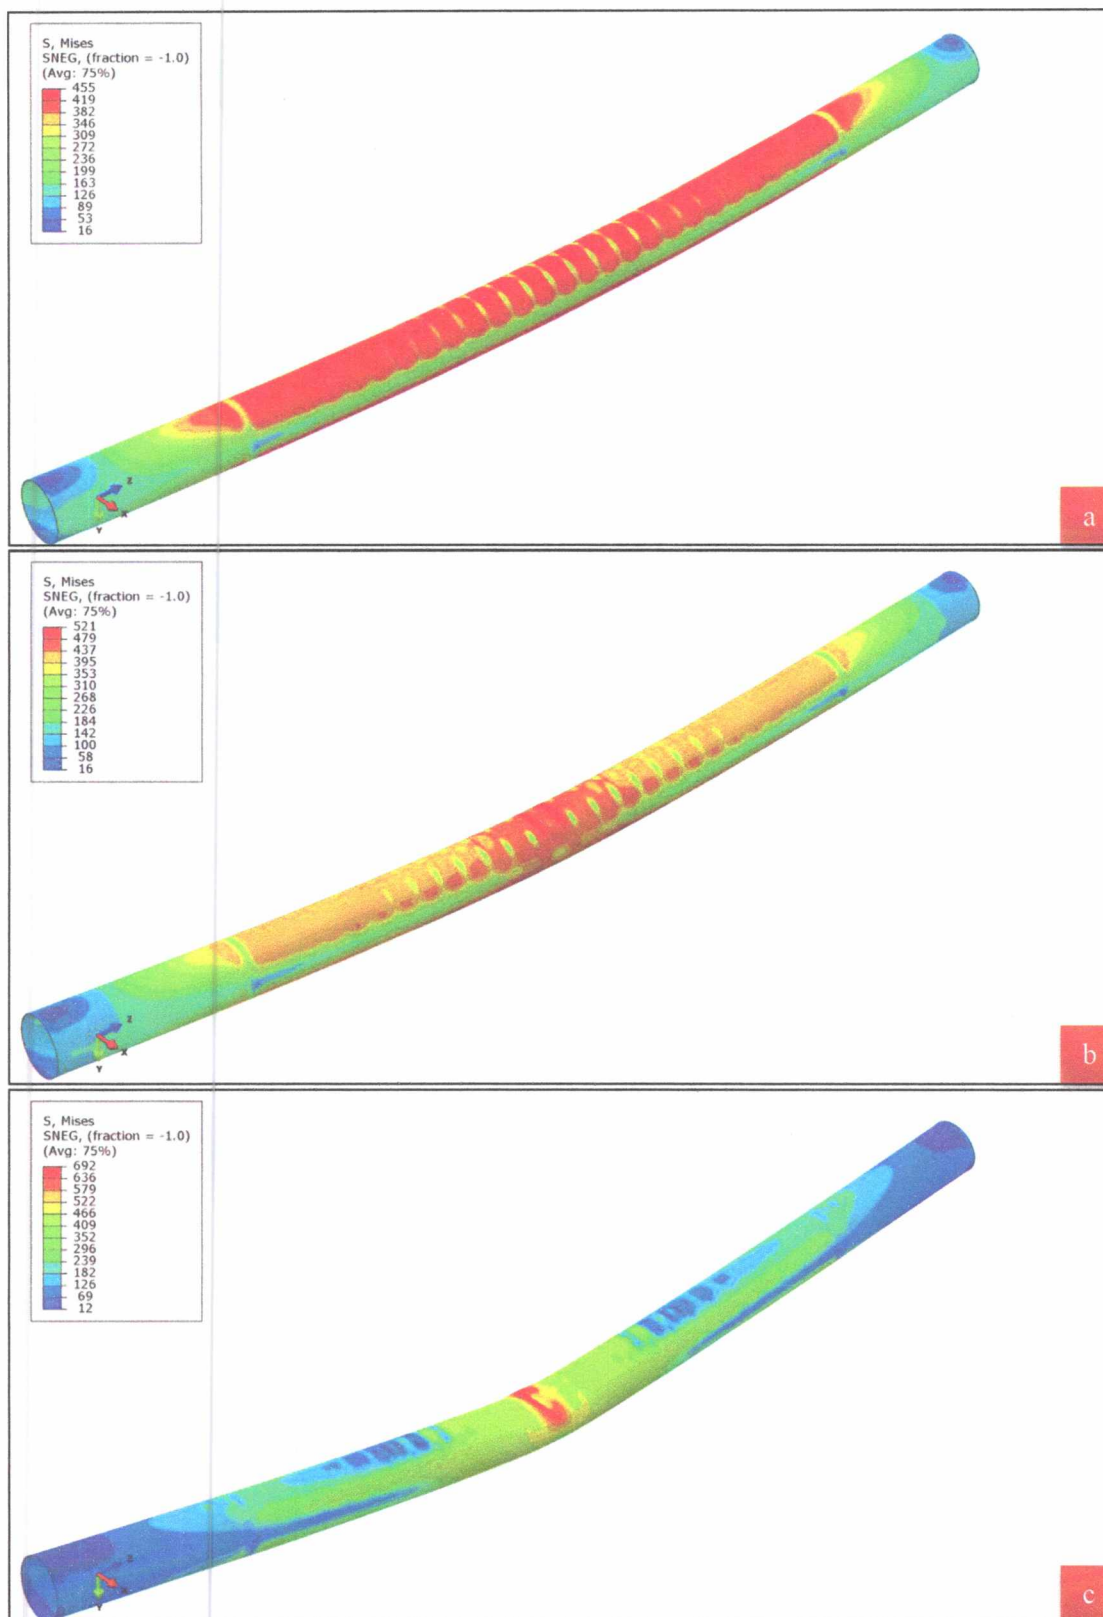 S, Mises
SNEG, (fraction = -1.0)
(Avg: 75%)
455
419
382
346
309
272
236
199
163
126
89
53
16
Z
X
Y
a
S, Mises
SNEG, (fraction = -1.0)
(Avg: 75%)
521
479
437
395
353
310
268
226
184
142
100
58
16
Z
X
Y
b
S, Mises
SNEG, (fraction = -1.0)
(Avg: 75%)
692
636
579
522
466
409
352
296
239
182
126
69
12
Z
X
Y
c